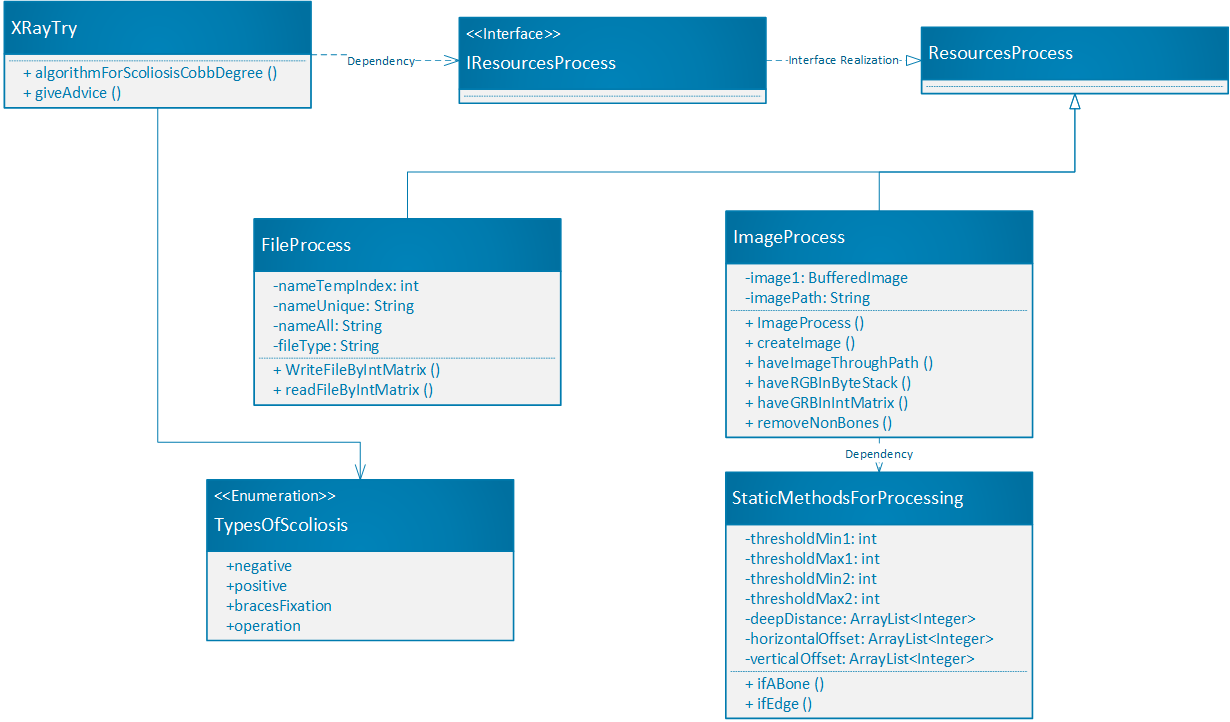 XRayTry
+ algorithmForScoliosisCobbDegree ()
+ giveAdvice ()
Dependency
<<Interface>>
IResourcesProcess
Interface Realization
ResourcesProcess
FileProcess
-nameTempIndex: int
-nameUnique: String
-nameAll: String
-fileType: String
+ WriteFileByIntMatrix ()
+ readFileByIntMatrix ()
ImageProcess
-image1: BufferedImage
-imagePath: String
+ ImageProcess ()
+ createImage ()
+ haveImageThroughPath ()
+ haveRGBInByteStack ()
+ haveGRBInIntMatrix ()
+ removeNonBones ()
Dependency
<<Enumeration>>
TypesOfScoliosis
+negative
+positive
+bracesFixation
+operation
StaticMethodsForProcessing
-thresholdMin1: int
-thresholdMax1: int
-thresholdMin2: int
-thresholdMax2: int
-deepDistance: ArrayList<Integer>
-horizontalOffset: ArrayList<Integer>
-verticalOffset: ArrayList<Integer>
+ ifABone ()
+ ifEdge ()